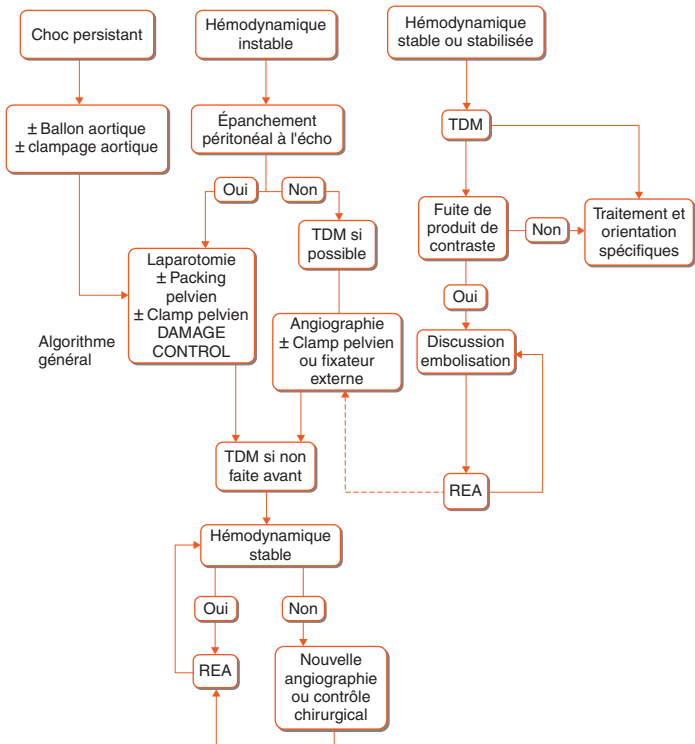 Choc persistant
Hémodynamique
instable
Hémodynamique
stable ou stabilisée
± Ballon aortique
± clampage aortique
Épanchement
péritonéal à l'écho
TDM
Oui
Non
Fuite de
produit de
contraste
Non
Traitement et
orientation
spécifiques
TDM si
possible
Laparotomie
± Packing
pelvien
± Clamp pelvien
DAMAGE
CONTROL
Oui
Algorithme
général
Angiographie
± Clamp pelvien
ou fixateur
externe
Discussion
embolisation
TDM si non
faite avant
REA
Hémodynamique
stable
Oui
Non
REA
Nouvelle
angiographie
ou contrôle
chirurgical